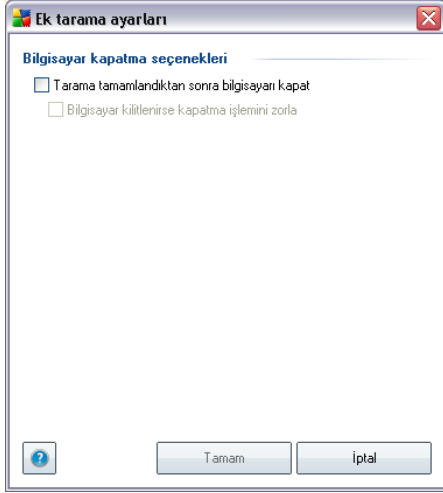 Ek tarama ayarları
Bilgisayar kapatma seçenekleri
Tarama tamamlandıktan sonra bilgisayarı kapat
Bilgisayar kilitlenirse kapatma işlemini zorla
?
Tamam
İptal